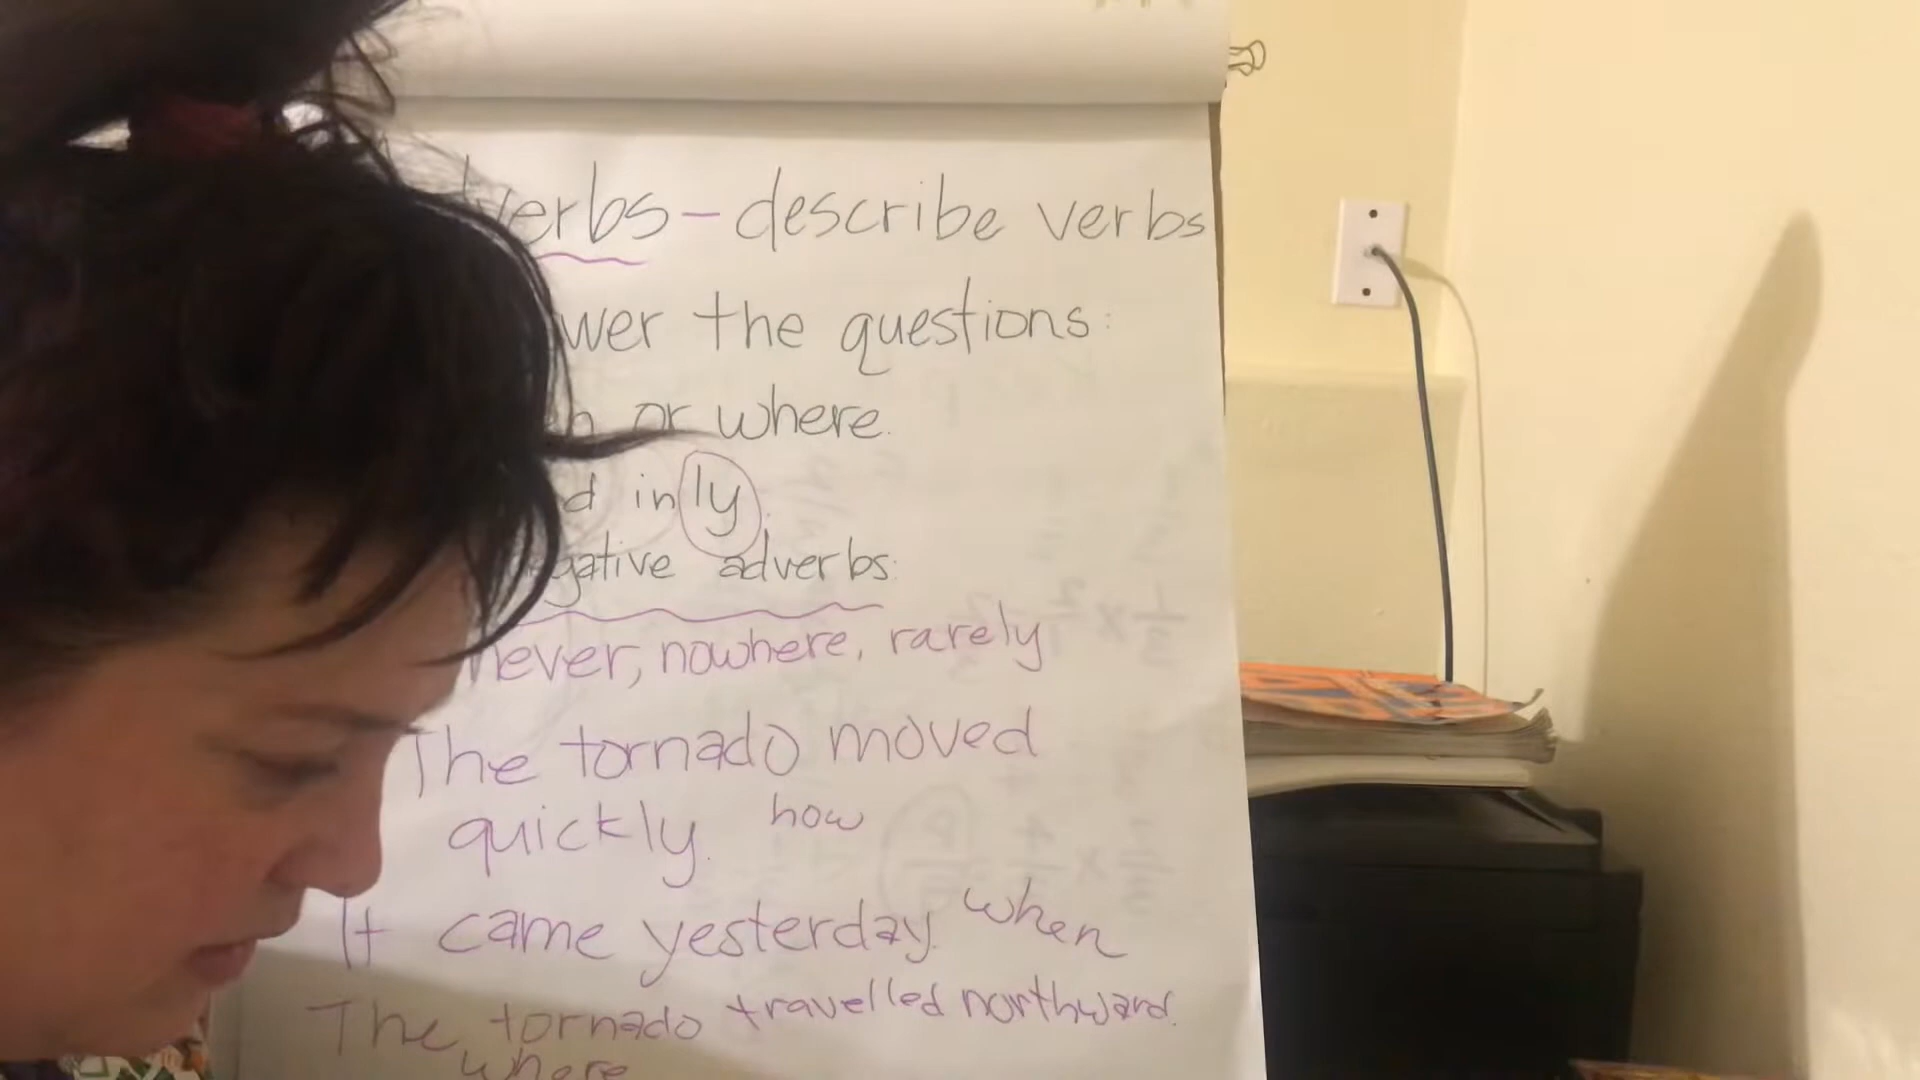 verbs - describe verbs
wer the questions:
or where.
d in ly.
gative adverbs:
never, nowhere, rarely
The tornado moved
quickly. how
It came yesterday. when
The tornado travelled northward.
where